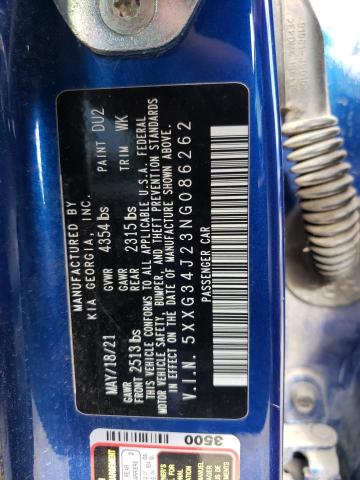 MANUFACTURED BY
KIA GEORGIA, INC.
MAY/18/21 GVWR 4354 lbs PAINT DU2
GAWR FRONT 2513 lbs GAWR REAR 2315 lbs TRIM WK
THIS VEHICLE CONFORMS TO ALL APPLICABLE U.S.A. FEDERAL
MOTOR VEHICLE SAFETY, BUMPER, AND THEFT PREVENTION STANDARDS
IN EFFECT ON THE DATE OF MANUFACTURE SHOWN ABOVE.
V.I.N. 5XXG34J23NG086262
PASSENGER CAR
3500
REAR 3